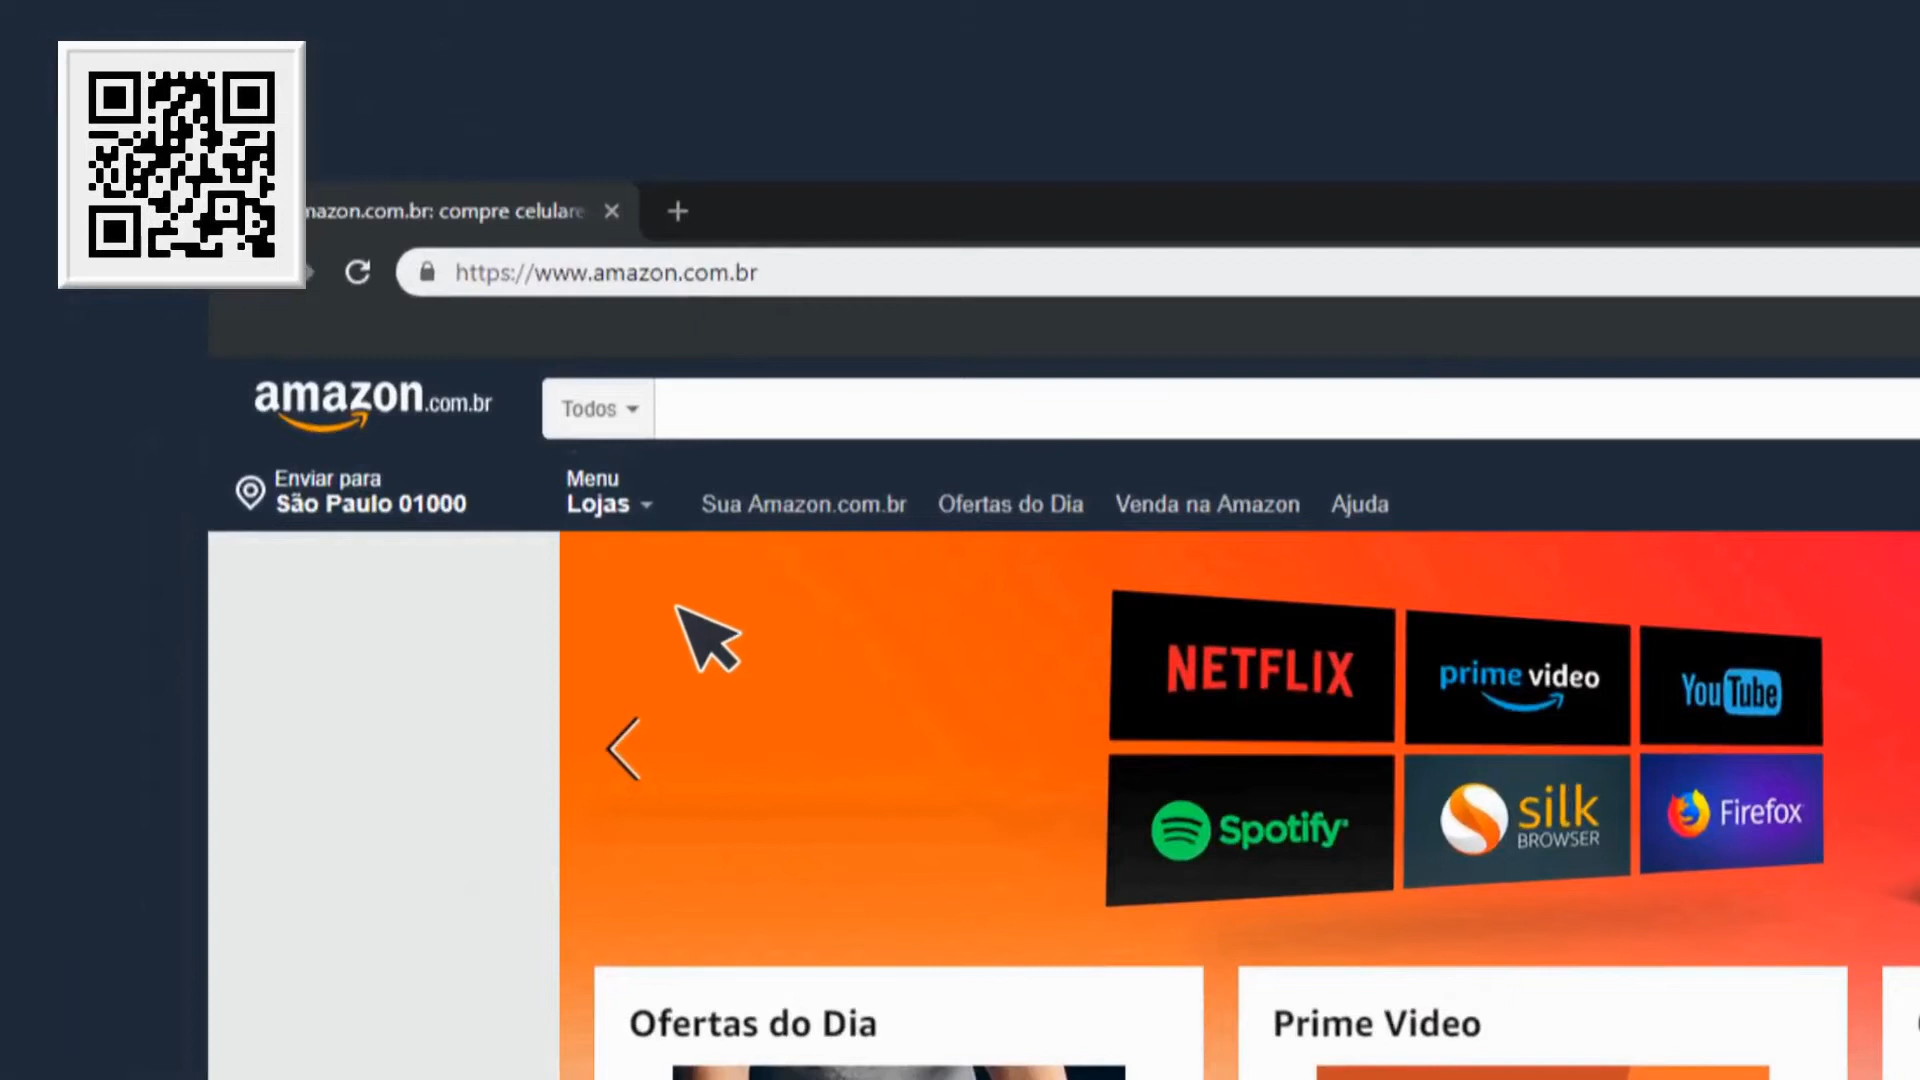 mazon.com.br: compre celulare
https://www.amazon.com.br
amazon.com.br
Todos
Enviar para
São Paulo 01000
Menu
Lojas
Sua Amazon.com.br
Ofertas do Dia
Venda na Amazon
Ajuda
NETFLIX
prime video
YouTube
Spotify
silk
BROWSER
Firefox
Ofertas do Dia
Prime Video